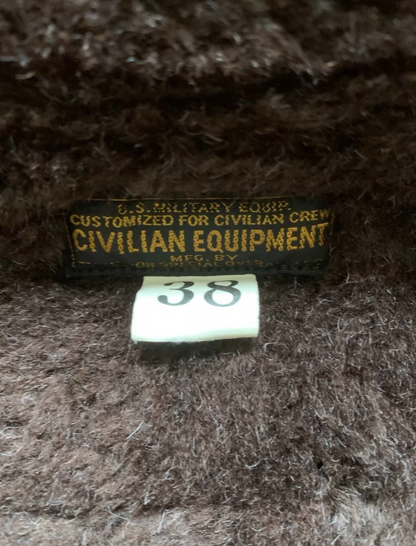 U.S. MILITARY EQUIP.
CUSTOMIZED FOR CIVILIAN CREW
CIVILIAN EQUIPMENT
MFG. BY
38